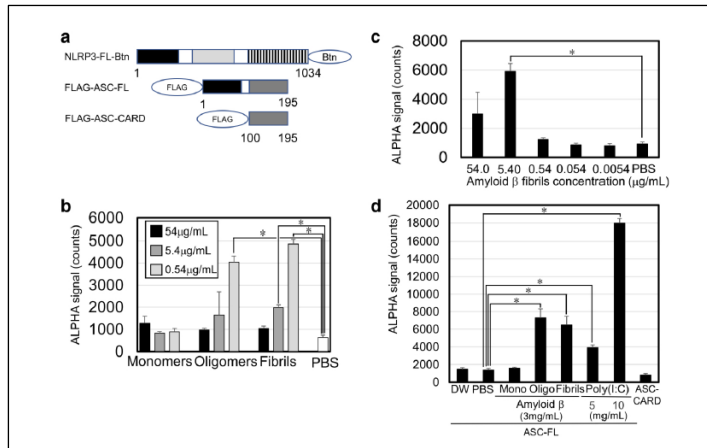 a
NLRP3-FL-Btn
Btn
1
1034
FLAG-ASC-FL
FLAG
1
195
FLAG-ASC-CARD
FLAG
100
195
b
ALPHA signal (counts)
6000
5000
4000
3000
2000
1000
0
54μg/mL
5.4μg/mL
0.54μg/mL
*
*
*
Monomers Oligomers Fibrils PBS
c
ALPHA signal (counts)
8000
6000
4000
2000
0
*
54.0 5.40 0.54 0.054 0.0054 PBS
Amyloid β fibrils concentration (μg/mL)
d
ALPHA signal (counts)
20000
18000
16000
14000
12000
10000
8000
6000
4000
2000
0
*
*
*
*
DW PBS Mono Oligo Fibrils Poly(I:C) ASC-
CARD
Amyloid β 5 10
(3mg/mL) (mg/mL)
ASC-FL